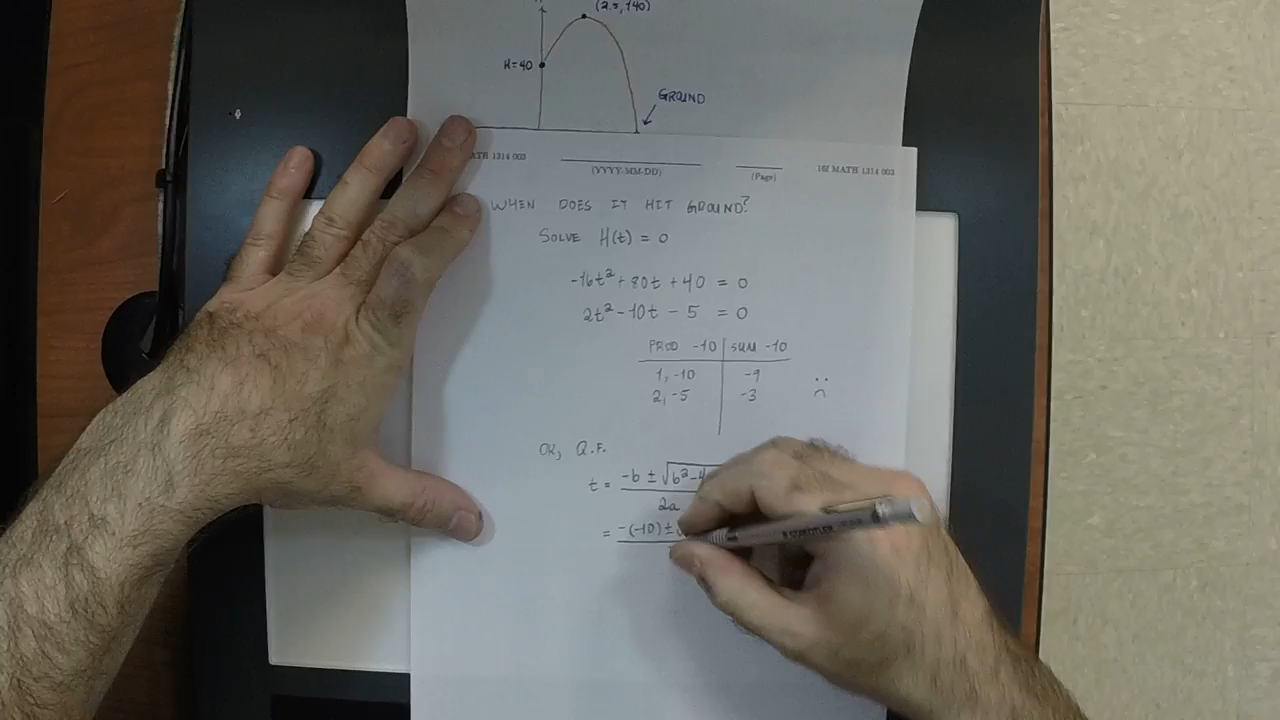 (2.5, 140)
H=40
GROUND
MATH 1314 003
(YYYY-MM-DD)
(Page)
16f MATH 1314 003
WHEN DOES IT HIT GROUND?
SOLVE H(t) = 0
-16t² + 80t + 40 = 0
2t² - 10t - 5 = 0
PROD -10 | SUM -10
1, -10 | -9
2, -5 | -3
OK, Q.F.
t = -b ± √b²-4
2a
= -(-10) ±
STAEDTLER